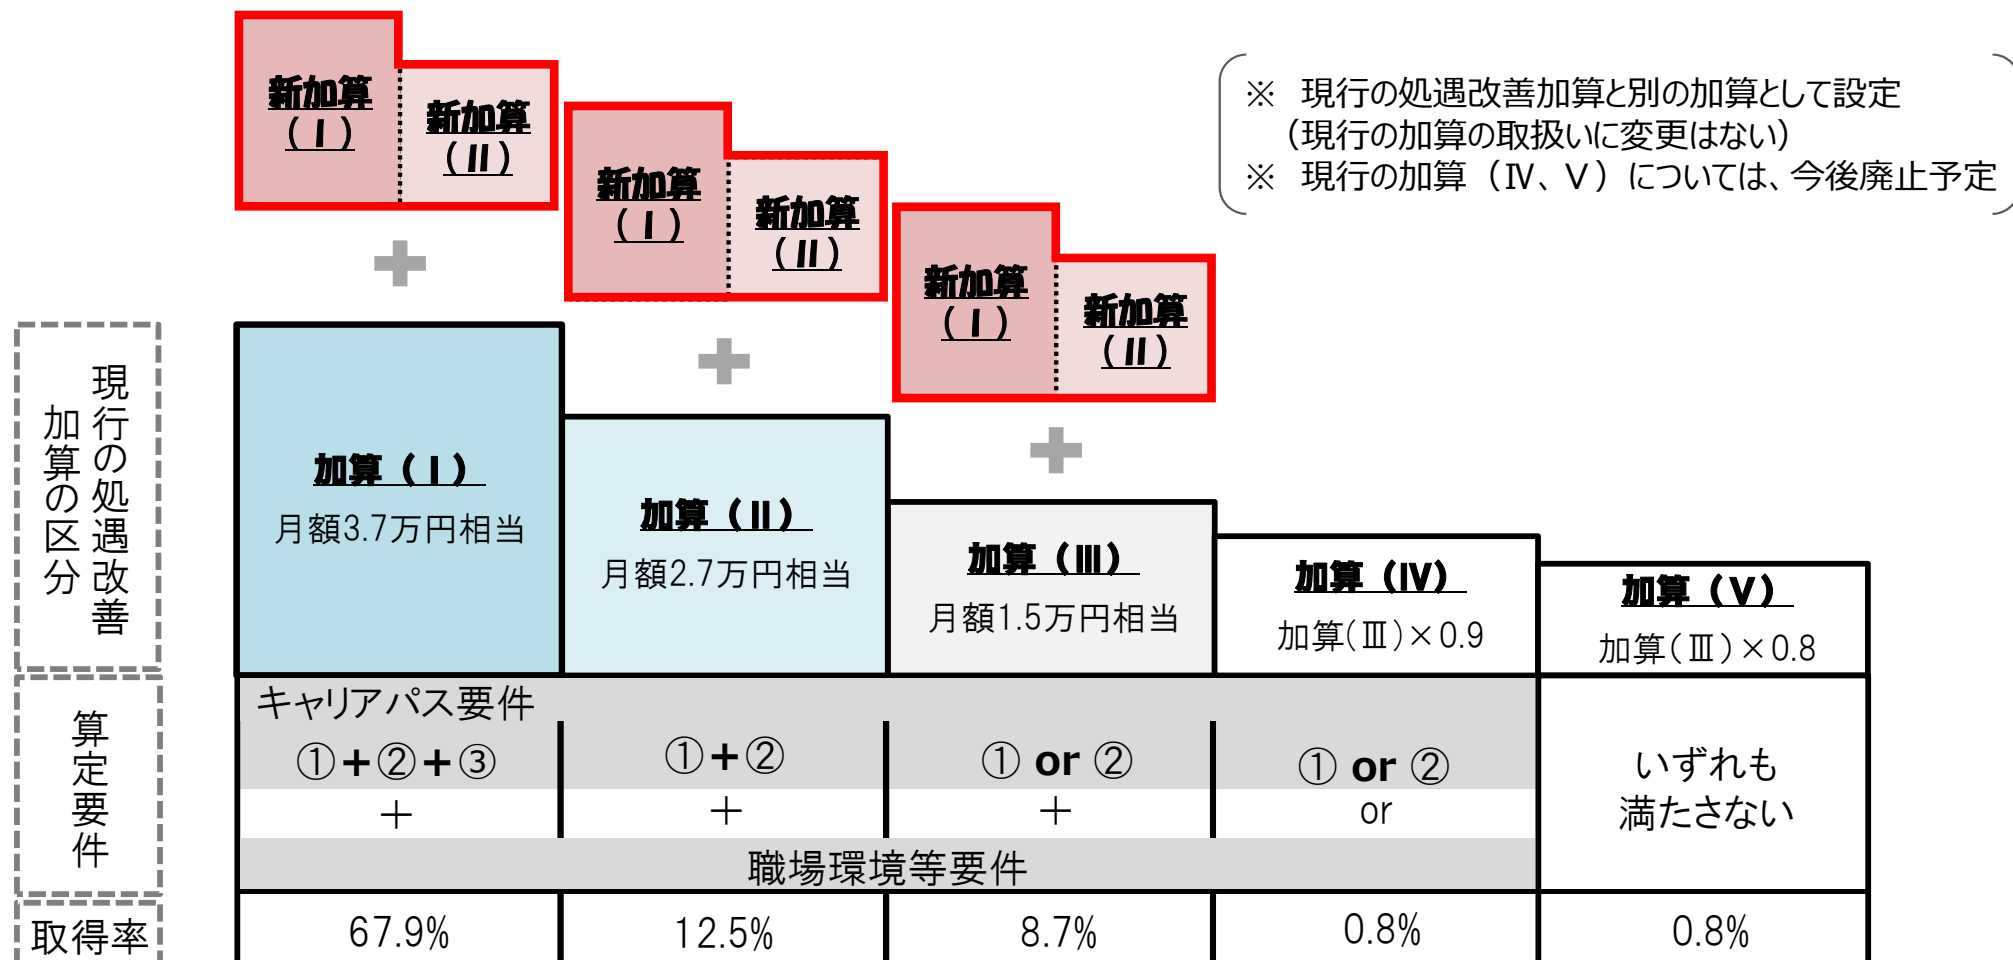 新加算
(Ⅰ)
新加算
(Ⅱ)
新加算
(Ⅰ)
新加算
(Ⅱ)
新加算
(Ⅰ)
新加算
(Ⅱ)
※ 現行の処遇改善加算と別の加算として設定
（現行の加算の取扱いに変更はない）
※ 現行の加算（Ⅳ、Ⅴ）については、今後廃止予定
現行の処遇改善
加算の区分
加算（Ⅰ）
月額3.7万円相当
加算（Ⅱ）
月額2.7万円相当
加算（Ⅲ）
月額1.5万円相当
加算（Ⅳ）
加算(Ⅲ)×0.9
加算（Ⅴ）
加算(Ⅲ)×0.8
算定要件
キャリアパス要件
①+②+③
①+②
① or ②
① or ②
＋
＋
＋
or
職場環境等要件
いずれも
満たさない
取得率
67.9%
12.5%
8.7%
0.8%
0.8%